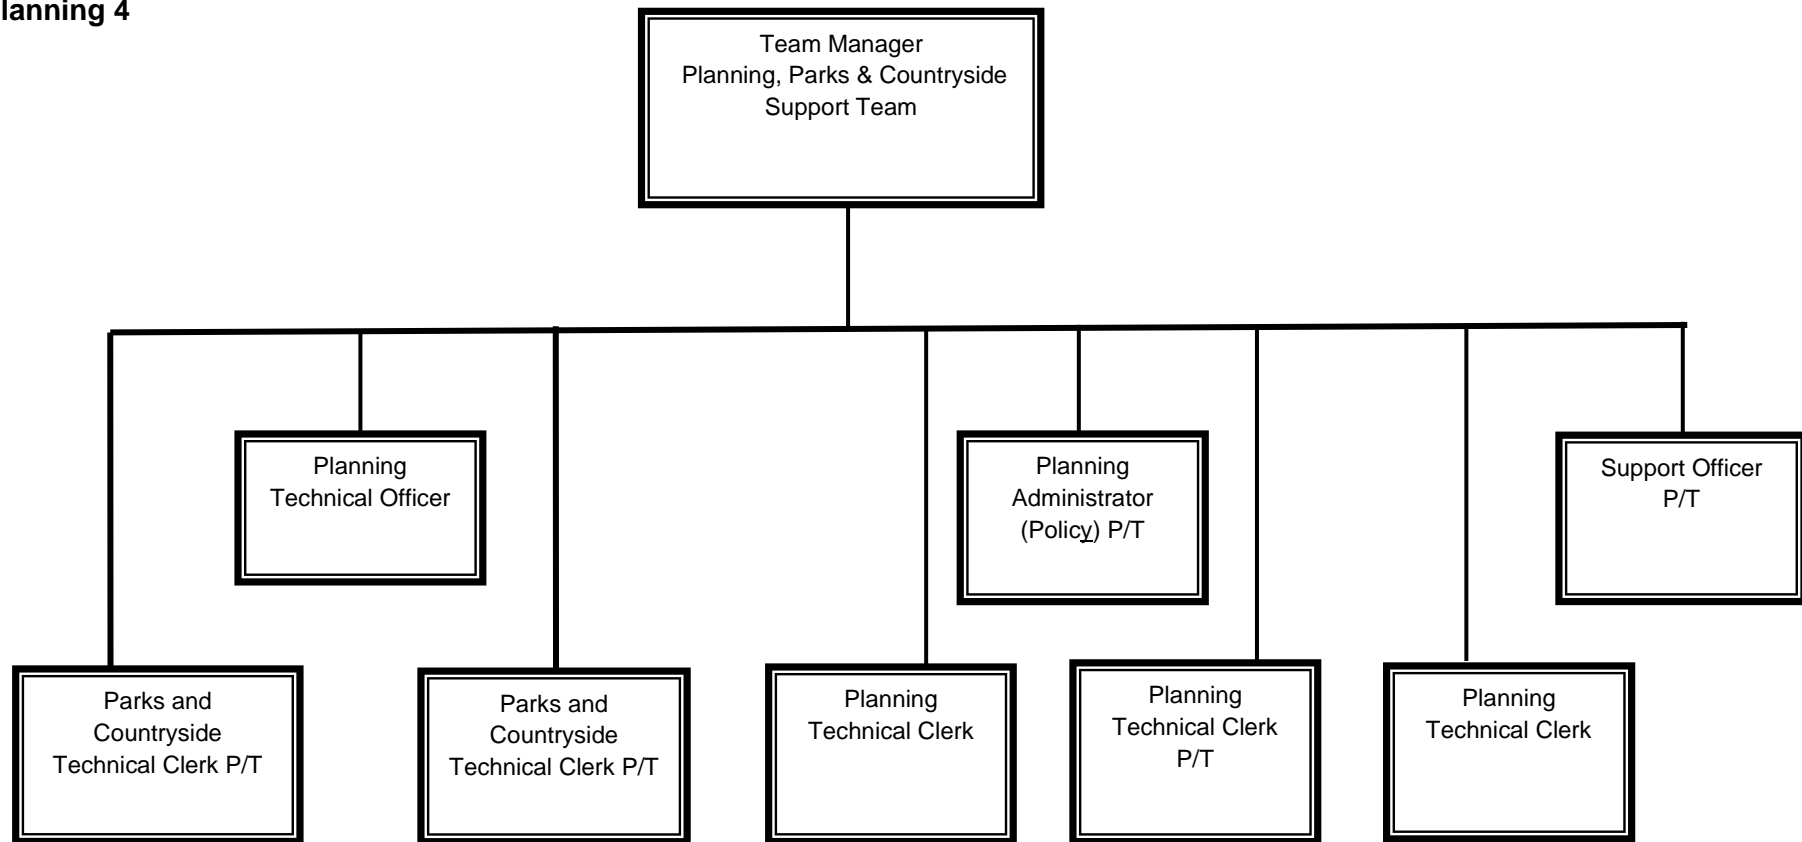 lanning 4
Team Manager
Planning, Parks & Countryside
Support Team
Planning
Technical Officer
Planning
Administrator
(Policy) P/T
Support Officer
P/T
Parks and
Countryside
Technical Clerk P/T
Parks and
Countryside
Technical Clerk P/T
Planning
Technical Clerk
Planning
Technical Clerk
P/T
Planning
Technical Clerk